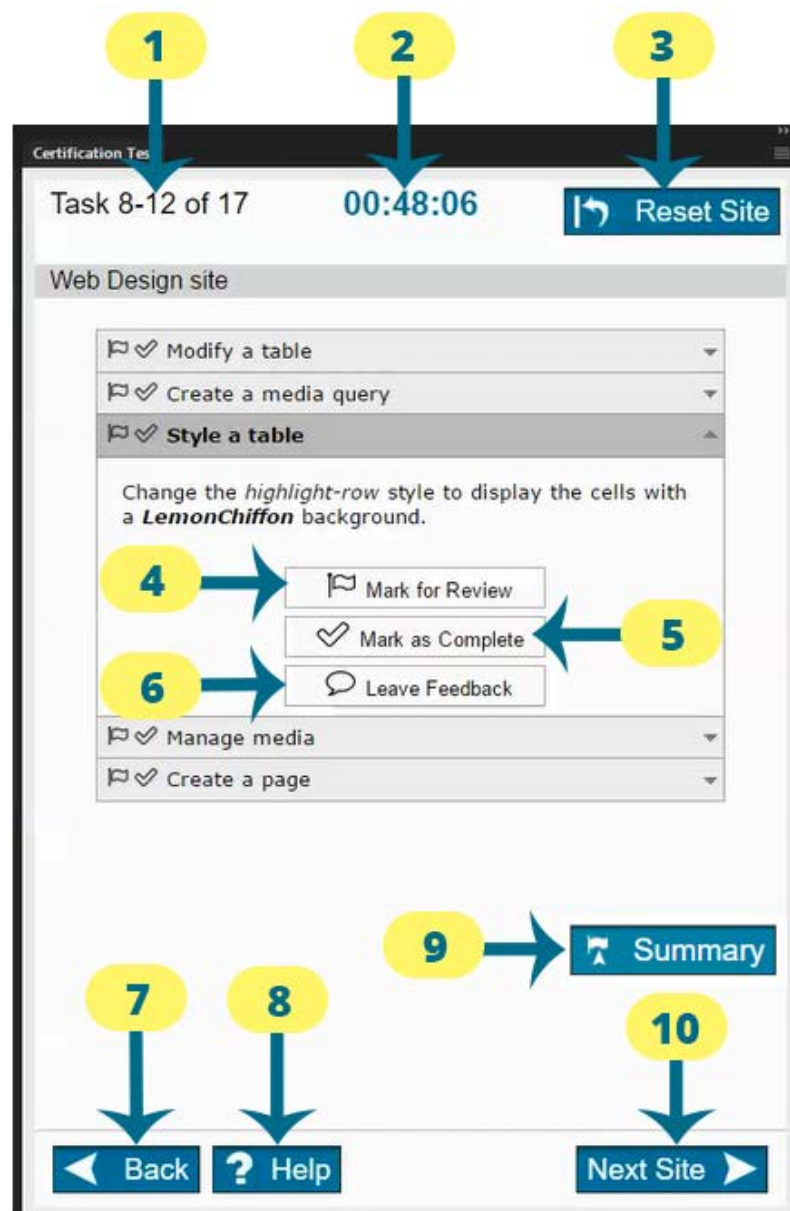 1 2 3
Certification Tes
Task 8-12 of 17 00:48:06 Reset Site
Web Design site
Modify a table
Create a media query
Style a table
Change the highlight-row style to display the cells with
a LemonChiffon background.
4 Mark for Review
Mark as Complete 5
6 Leave Feedback
Manage media
Create a page
9 Summary
7 8 10
Back ? Help Next Site